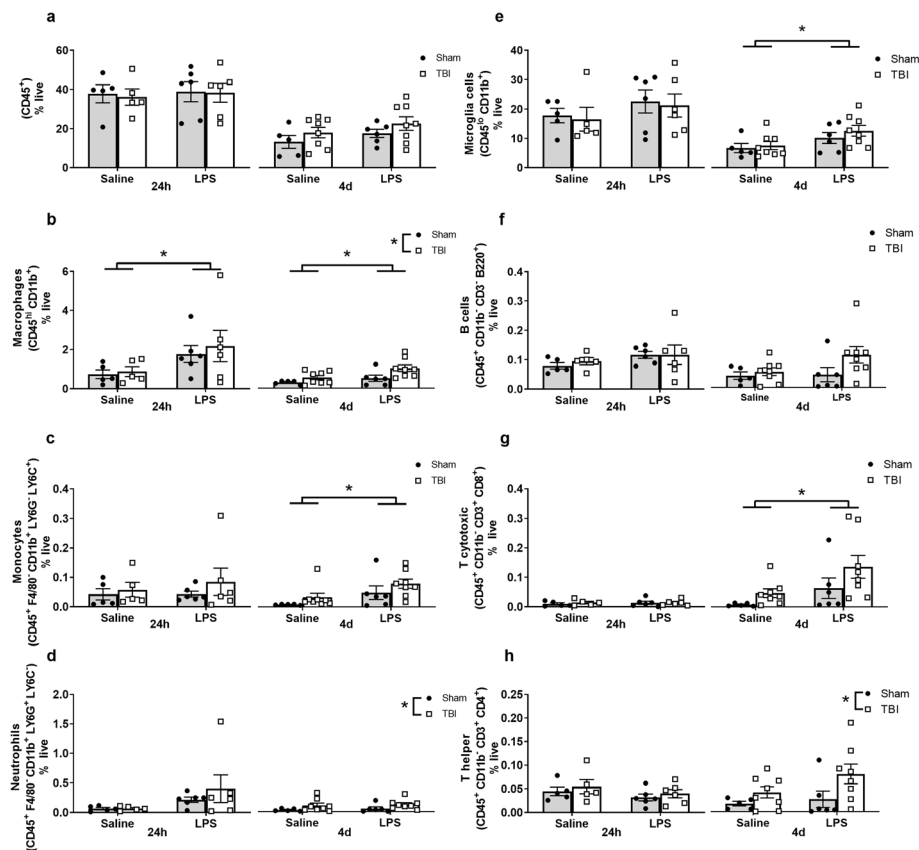 a
(CD45+)
% live
60
40
20
0
Saline LPS
24h
Saline LPS
4d
Sham
TBI
b
Macrophages
(CD45hi CD11b+)
% live
6
4
2
0
*
*
Saline LPS
24h
Saline LPS
4d
*
Sham
TBI
c
Monocytes
(CD45+ F4/80- CD11b+ LY6G- LY6C+)
% live
0.4
0.3
0.2
0.1
0.0
*
Saline LPS
24h
Saline LPS
4d
Sham
TBI
d
Neutrophils
(CD45+ F4/80- CD11b+ LY6G+ LY6C-)
% live
2.0
1.5
1.0
0.5
0.0
Saline LPS
24h
Saline LPS
4d
*
Sham
TBI
e
Microglia cells
(CD45lo CD11b+)
% live
40
30
20
10
0
*
Saline LPS
24h
Saline LPS
4d
Sham
TBI
f
B cells
(CD45+ CD11b- CD3- B220+)
% live
0.4
0.3
0.2
0.1
0.0
Saline LPS
24h
Saline LPS
4d
Sham
TBI
g
T cytotoxic
(CD45+ CD11b- CD3+ CD8+)
% live
0.4
0.3
0.2
0.1
0.0
*
Saline LPS
24h
Saline LPS
4d
Sham
TBI
h
T helper
(CD45+ CD11b- CD3+ CD4+)
% live
0.25
0.20
0.15
0.10
0.05
0.00
Saline LPS
24h
Saline LPS
4d
*
Sham
TBI